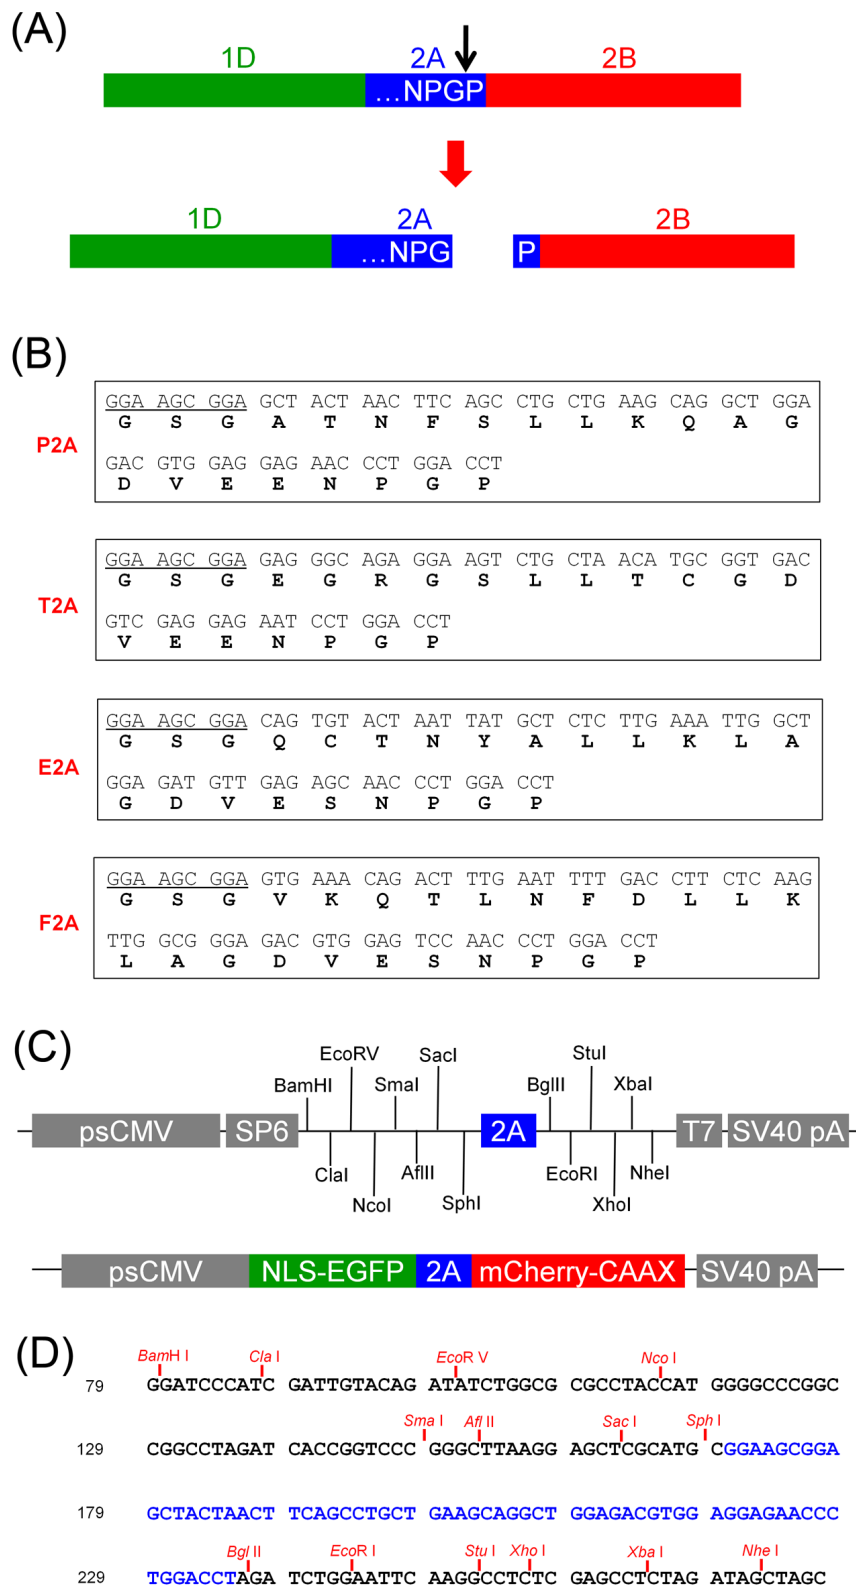 (A)
1D 2A 2B
...NPGP
1D 2A 2B
...NPG P
(B)
P2A
GGA AGC GGA GCT ACT AAC TTC AGC CTG CTG AAG CAG GCT GGA
G S G A T N F S L L K Q A G
GAC GTG GAG GAG AAC CCT GGA CCT
D V E E N P G P
T2A
GGA AGC GGA GAG GGC AGA GGA AGT CTG CTA ACA TGC GGT GAC
G S G E G R G S L L T C G D
GTC GAG GAG AAT CCT GGA CCT
V E E N P G P
E2A
GGA AGC GGA CAG TGT ACT AAT TAT GCT CTC TTG AAA TTG GCT
G S G Q C T N Y A L L K L A
GGA GAT GTT GAG AGC AAC CCT GGA CCT
G D V E S N P G P
F2A
GGA AGC GGA GTG AAA CAG ACT TTG AAT TTT GAC CTT CTC AAG
G S G V K Q T L N F D L L K
TTG GCG GGA GAC GTG GAG TCC AAC CCT GGA CCT
L A G D V E S N P G P
(C)
EcoRV SacI StuI
BamHI SmaI BglII XbaI
psCMV SP6 2A T7 SV40 pA
ClaI AflII EcoRI NheI
NcoI SphI XhoI
psCMV NLS-EGFP 2A mCherry-CAAX SV40 pA
(D)
BamH I Cla I EcoR V Nco I
79 GGATCCCATC GATTGTACAG ATATCTGGCG CGCCTACCAT GGGGCCCGGC
Sma I Afl II Sac I Sph I
129 CGGCCTAGAT CACCGGTCCC GGGCTTAAGG AGCTCGCATG CGGAAGCGGA
179 GCTACTAACT TCAGCCTGCT GAAGCAGGCT GGAGACGTGG AGGAGAACCC
Bgl II EcoR I Stu I Xho I Xba I Nhe I
229 TGGACCTAGA TCTGGAATTC AAGGCCTCTC GAGCCTCTAG ATAGCTAGC